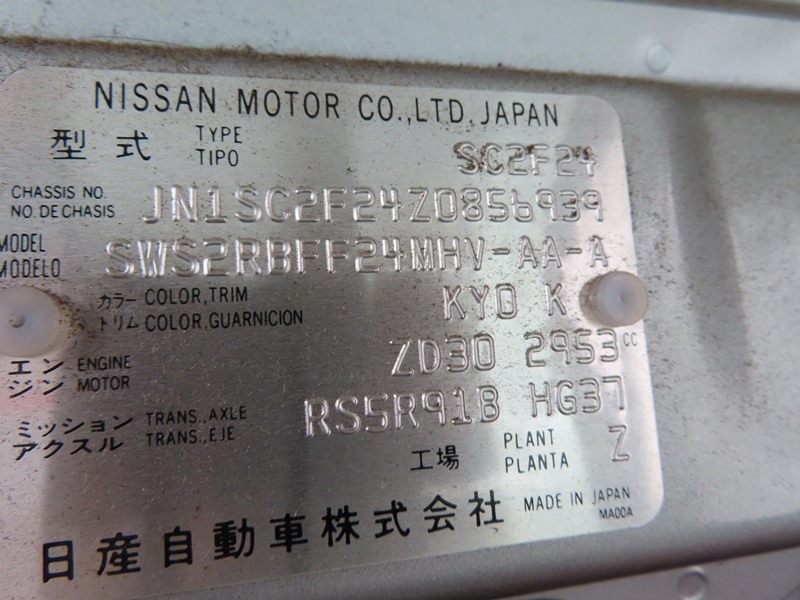 NISSAN MOTOR CO.,LTD. JAPAN
型式 TYPE TIPO SC2F24
CHASSIS NO. NO. DE CHASIS JN1SC2F24Z0856939
MODEL MODELO SWS2RBFF24MHV-AA-A
カラー COLOR,TRIM KY0 K
トリム COLOR,GUARNICION
エンジン ENGINE MOTOR ZD30 2953cc
ミッション TRANS.,AXLE RS5R91B HG37
アクスル TRANS.,EJE
工場 PLANT PLANTA Z
MADE IN JAPAN
日産自動車株式会社
MA00A